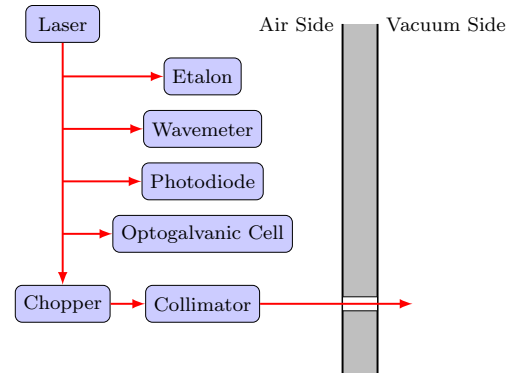 Laser
Air Side
Vacuum Side
Etalon
Wavemeter
Photodiode
Optogalvanic Cell
Chopper
Collimator